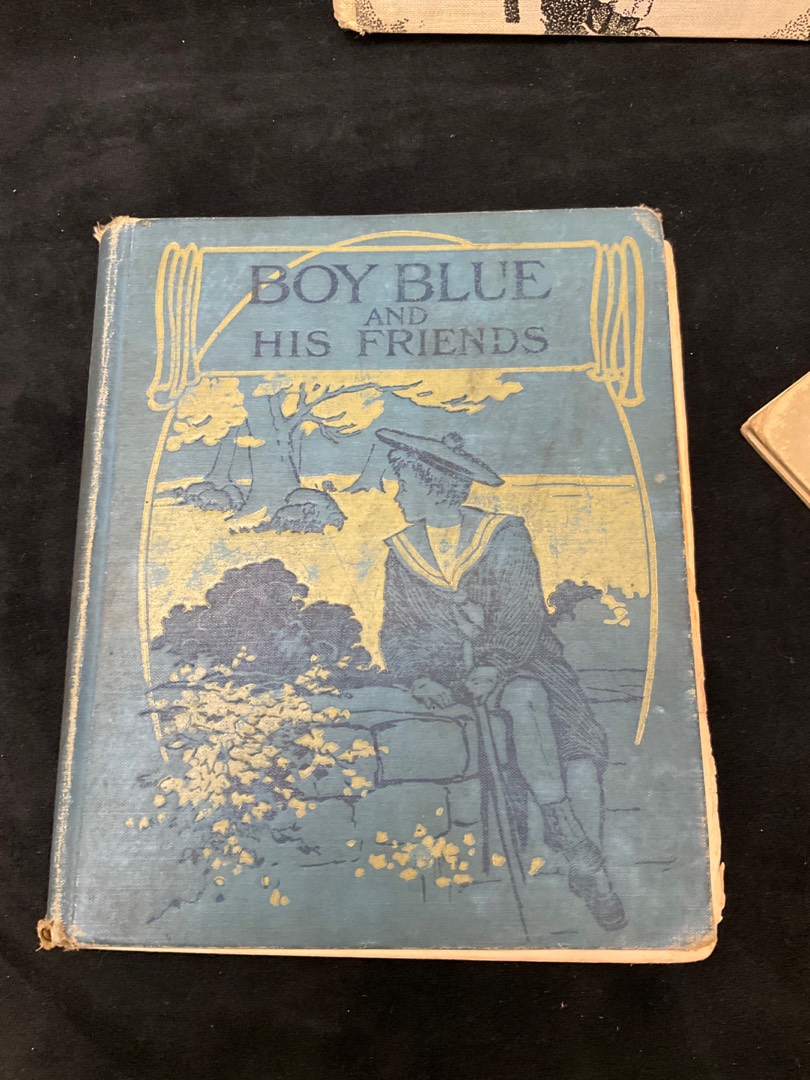 BOY BLUE
AND
HIS FRIENDS